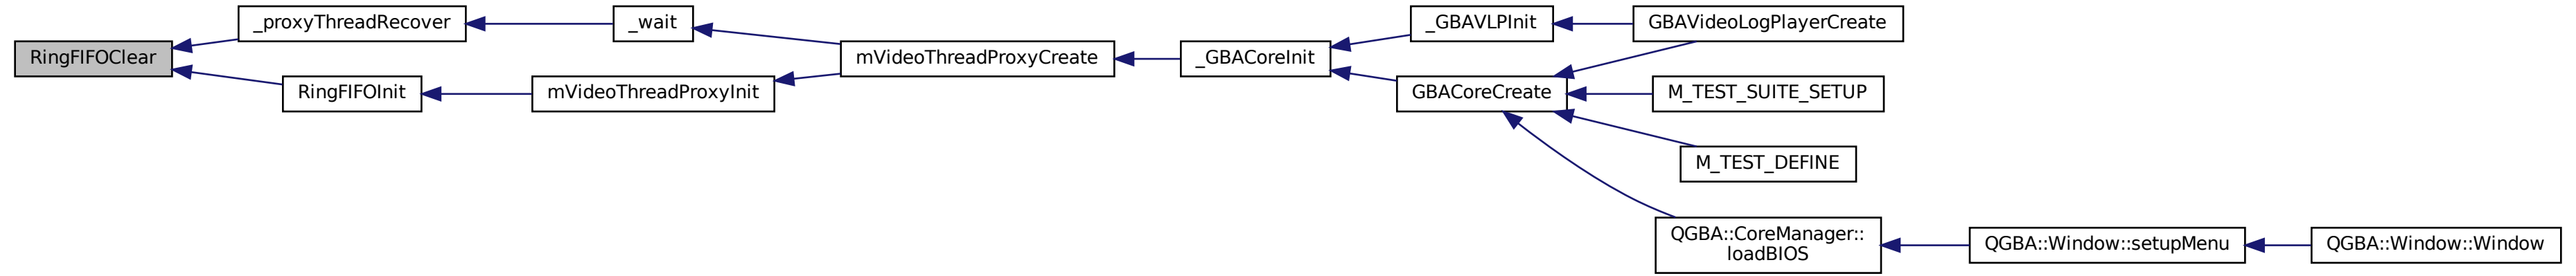 RingFIFOClear
_proxyThreadRecover
RingFIFOInit
_wait
mVideoThreadProxyInit
mVideoThreadProxyCreate
_GBACoreInit
_GBAVLPInit
GBACoreCreate
GBAVideoLogPlayerCreate
M_TEST_SUITE_SETUP
M_TEST_DEFINE
QGBA::CoreManager::
loadBIOS
QGBA::Window::setupMenu
QGBA::Window::Window